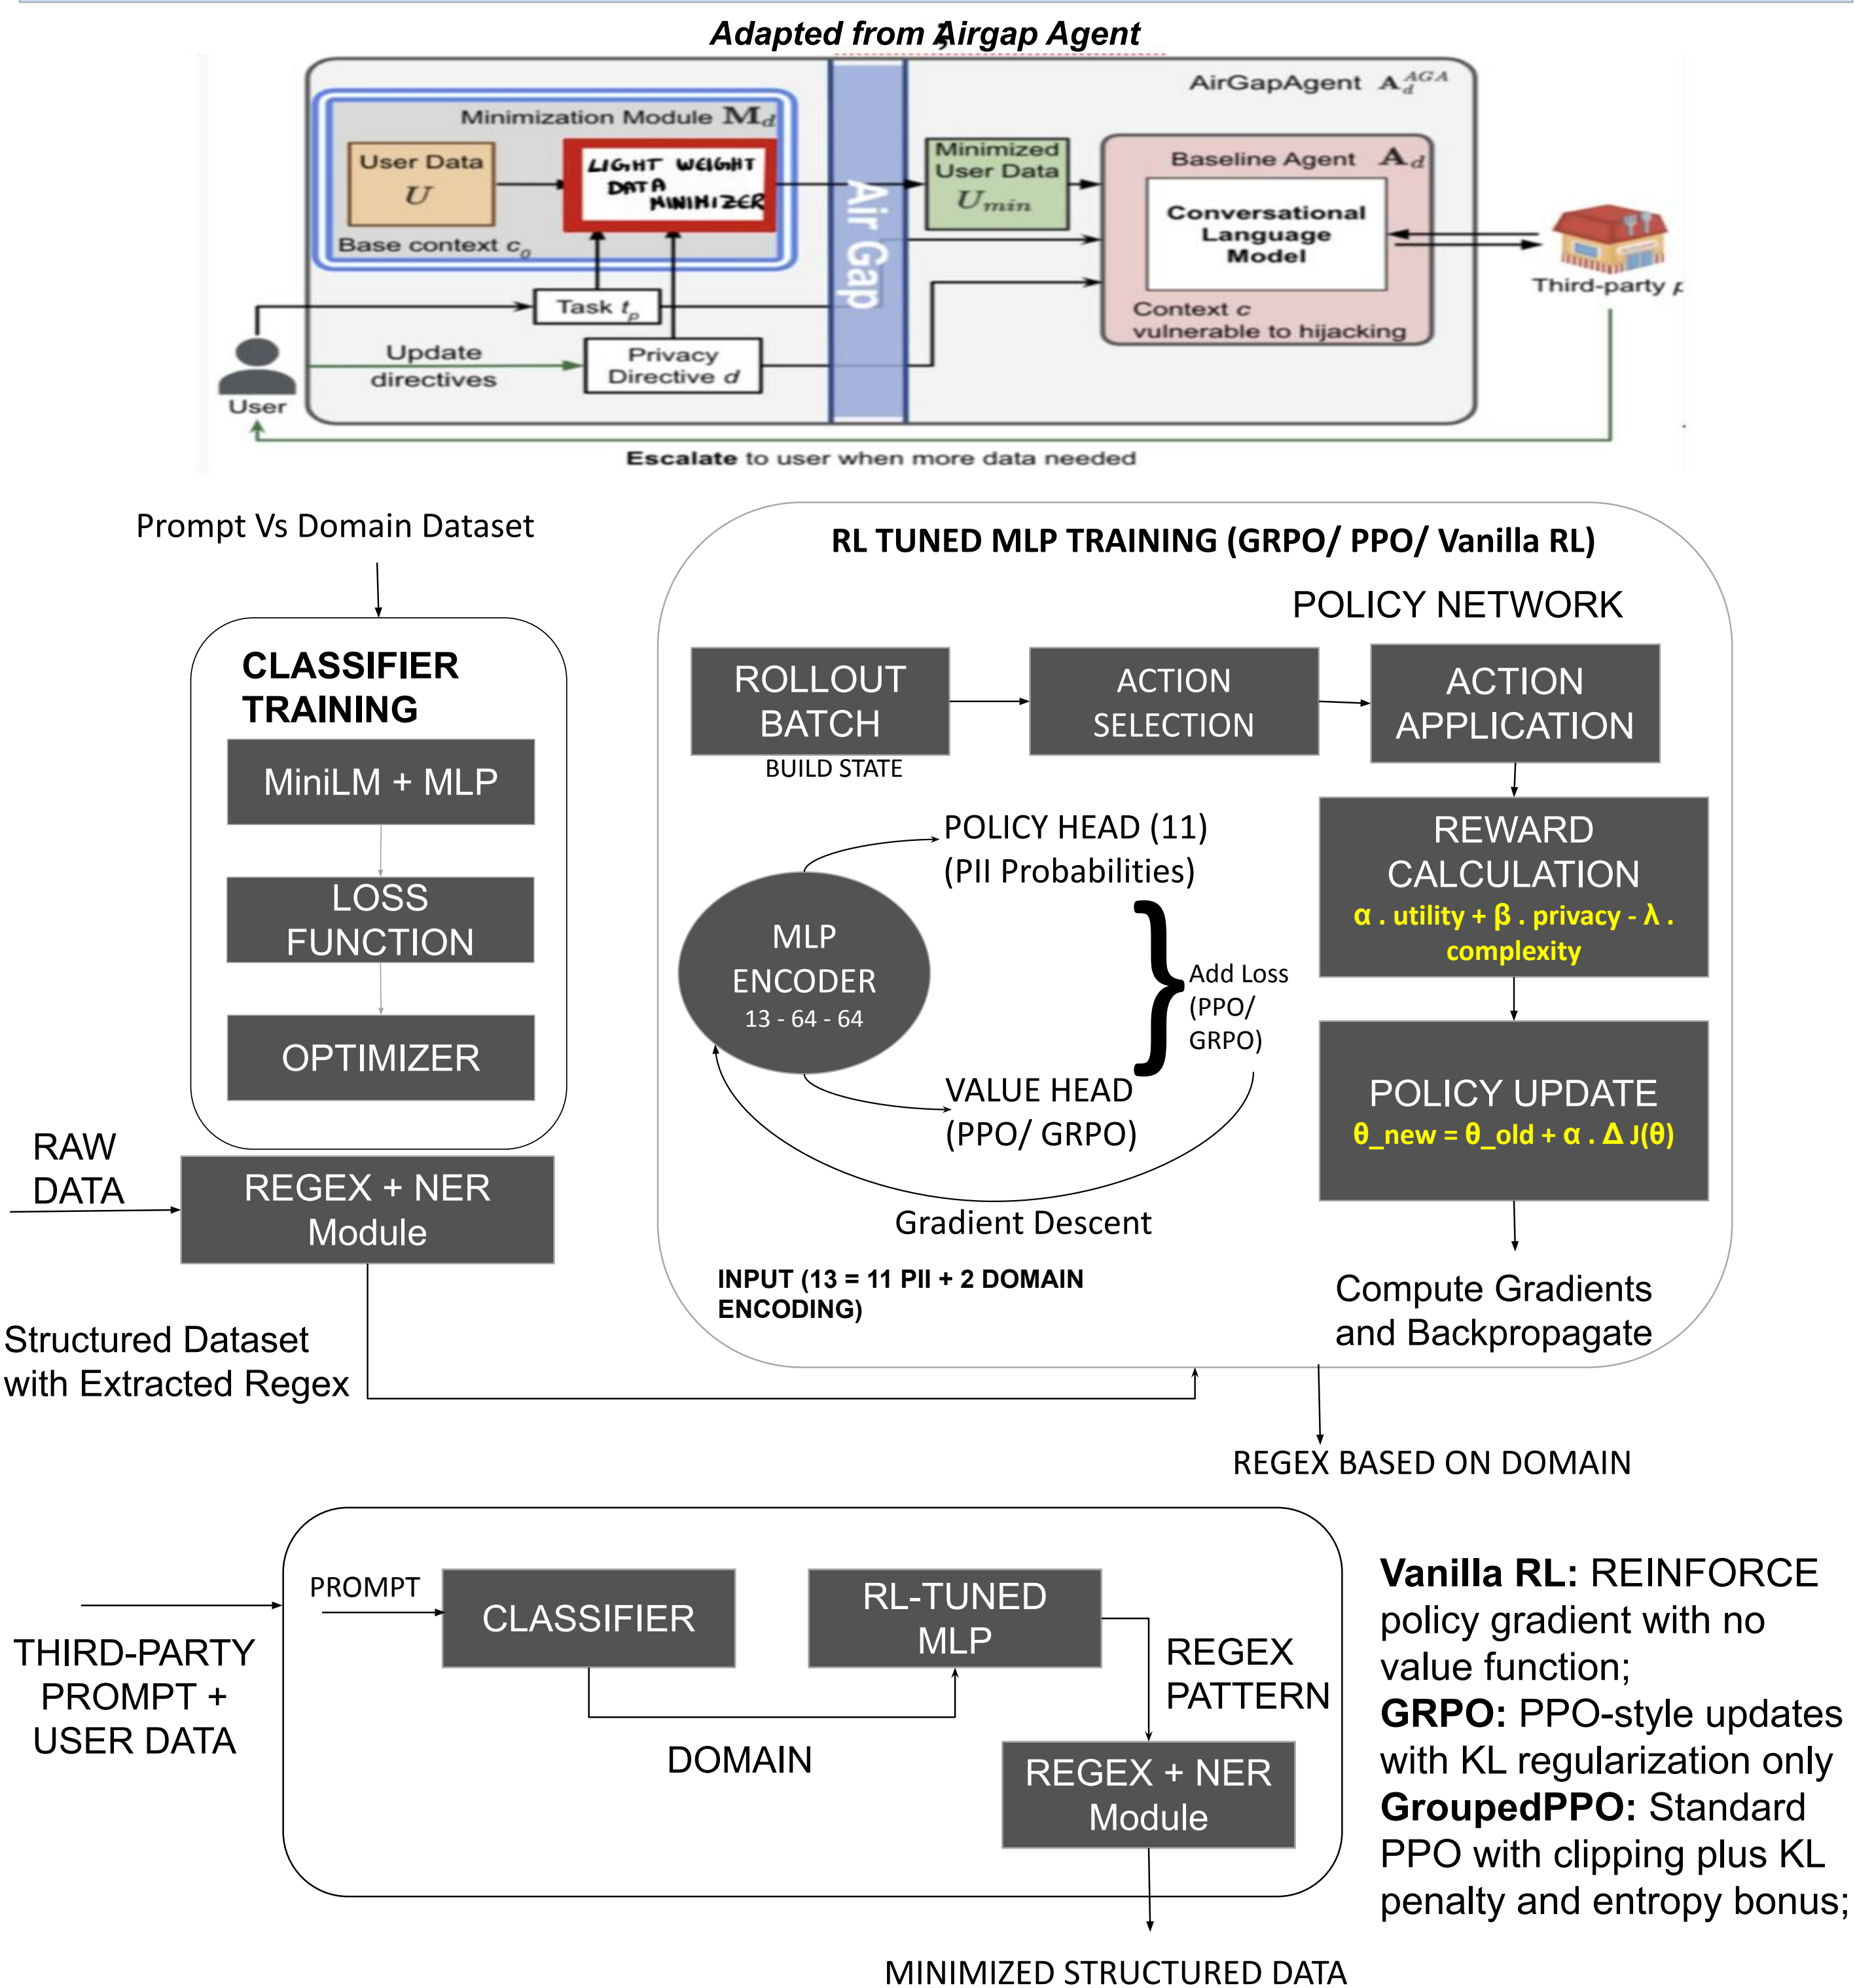 Adapted from Airgap Agent
AirGapAgent A_d^AGA
Minimization Module M_d
User Data
U
LIGHT WEIGHT
DATA
MINIMIZER
Base context c_o
Air Gap
Minimized
User Data
U_min
Baseline Agent A_d
Conversational
Language
Model
Context c
vulnerable to hijacking
Third-party p
Task t_p
Update
directives
Privacy
Directive d
User
Escalate to user when more data needed
Prompt Vs Domain Dataset
CLASSIFIER
TRAINING
MiniLM + MLP
LOSS
FUNCTION
OPTIMIZER
RAW
DATA
REGEX + NER
Module
Structured Dataset
with Extracted Regex
RL TUNED MLP TRAINING (GRPO/ PPO/ Vanilla RL)
POLICY NETWORK
ROLLOUT
BATCH
BUILD STATE
ACTION
SELECTION
ACTION
APPLICATION
REWARD
CALCULATION
α . utility + β . privacy - λ .
complexity
POLICY UPDATE
θ_new = θ_old + α . Δ J(θ)
Compute Gradients
and Backpropagate
POLICY HEAD (11)
(PII Probabilities)
MLP
ENCODER
13 - 64 - 64
}
Add Loss
(PPO/
GRPO)
VALUE HEAD
(PPO/ GRPO)
Gradient Descent
INPUT (13 = 11 PII + 2 DOMAIN
ENCODING)
REGEX BASED ON DOMAIN
THIRD-PARTY
PROMPT +
USER DATA
PROMPT
CLASSIFIER
DOMAIN
RL-TUNED
MLP
REGEX
PATTERN
REGEX + NER
Module
MINIMIZED STRUCTURED DATA
Vanilla RL: REINFORCE
policy gradient with no
value function;
GRPO: PPO-style updates
with KL regularization only
GroupedPPO: Standard
PPO with clipping plus KL
penalty and entropy bonus;